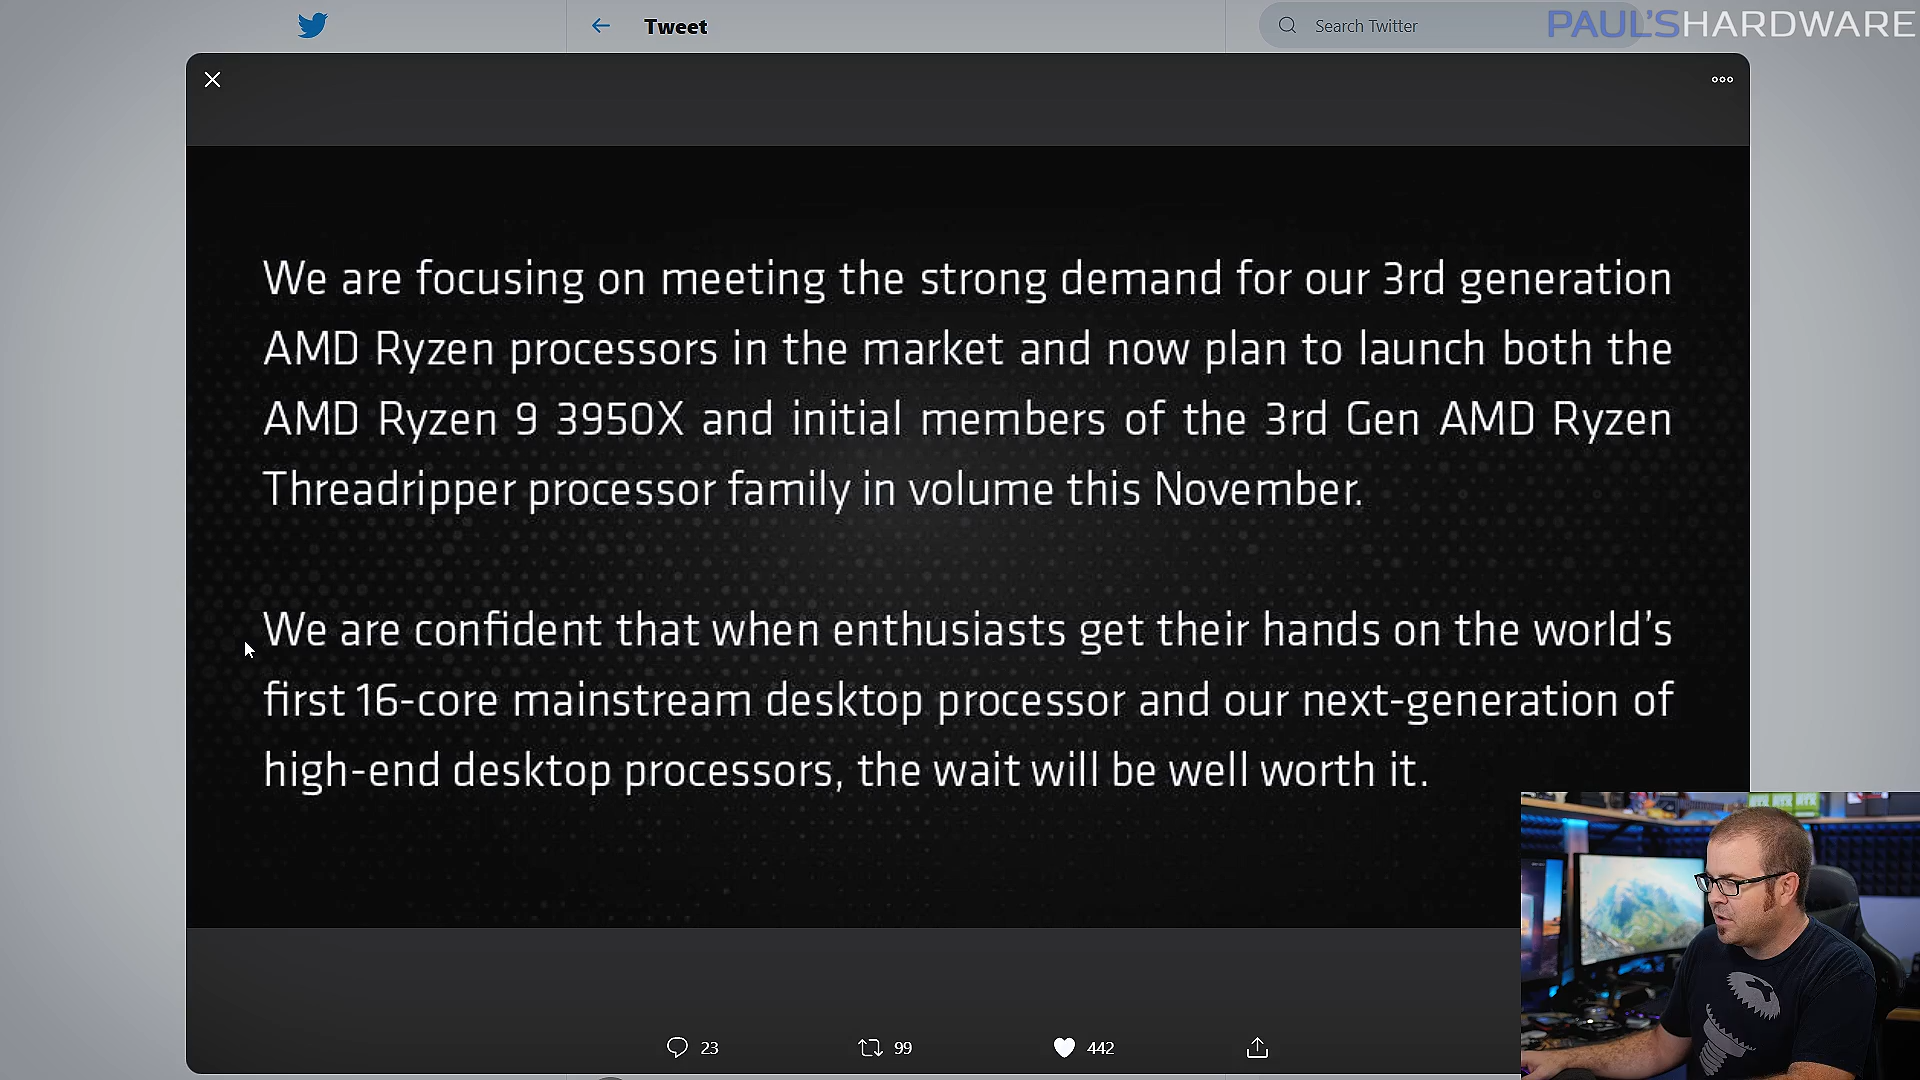 Tweet
Search Twitter
PAUL'SHARDWARE
We are focusing on meeting the strong demand for our 3rd generation
AMD Ryzen processors in the market and now plan to launch both the
AMD Ryzen 9 3950X and initial members of the 3rd Gen AMD Ryzen
Threadripper processor family in volume this November.
We are confident that when enthusiasts get their hands on the world’s
first 16-core mainstream desktop processor and our next-generation of
high-end desktop processors, the wait will be well worth it.
23
99
442